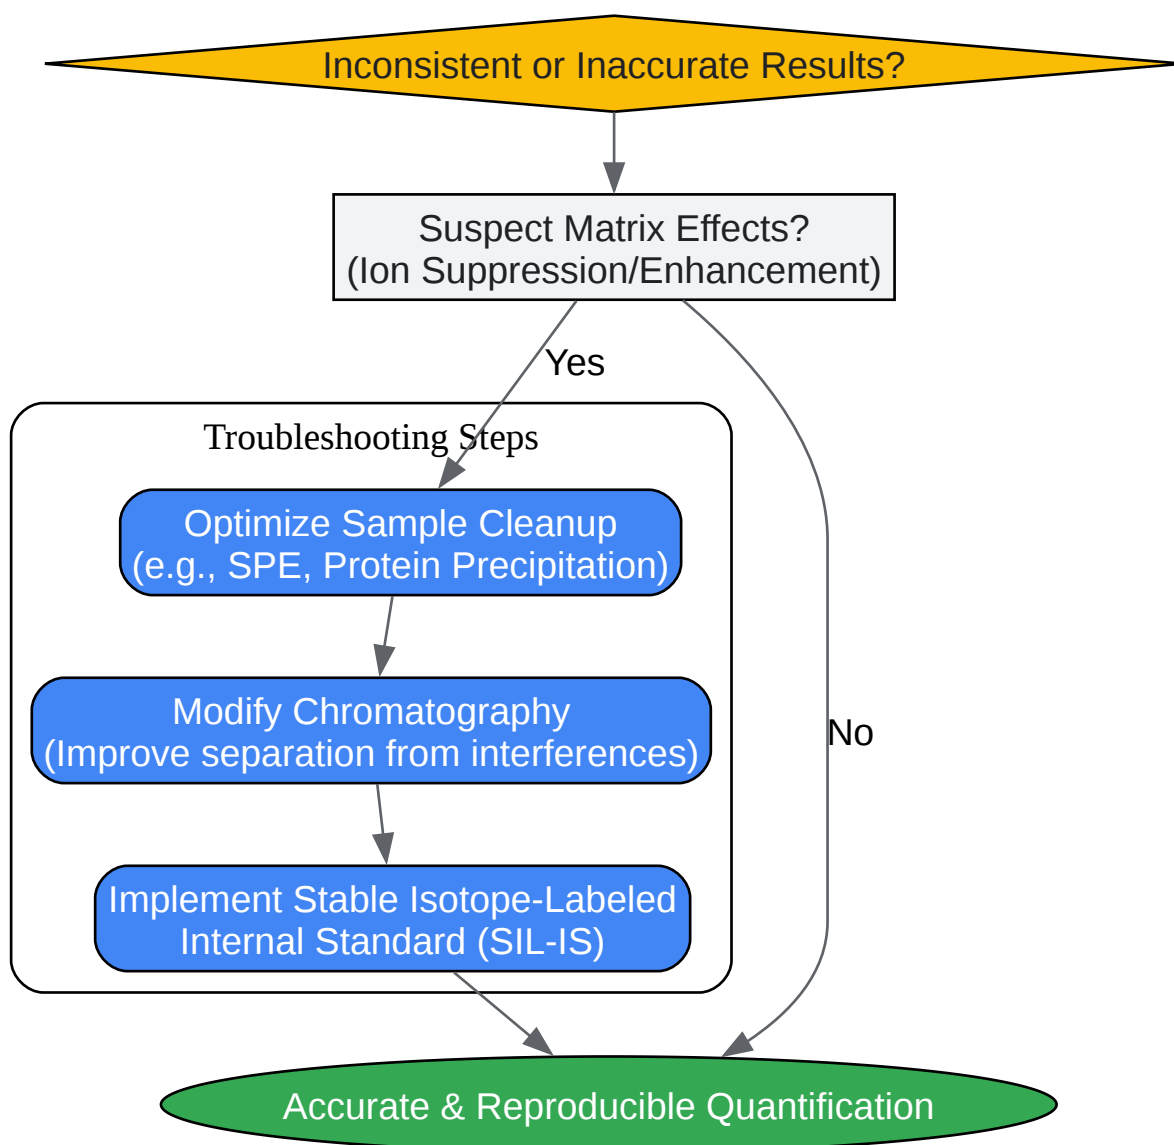 Inconsistent or Inaccurate Results?
Suspect Matrix Effects?
(Ion Suppression/Enhancement)
Yes
Troubleshooting Steps
Optimize Sample Cleanup
(e.g., SPE, Protein Precipitation)
Modify Chromatography
(Improve separation from interferences)
No
Implement Stable Isotope-Labeled
Internal Standard (SIL-IS)
Accurate & Reproducible Quantification